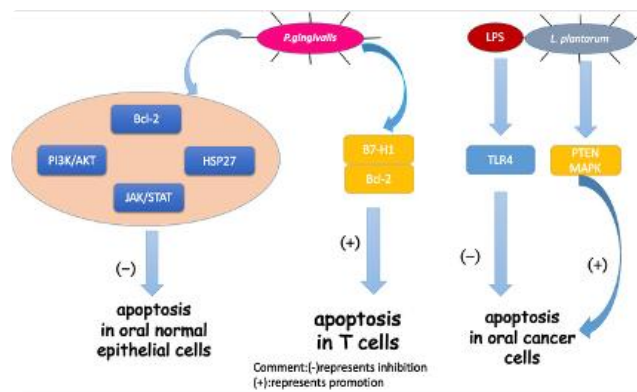 P.gingivalis
LPS
L. plantarum
Bcl-2
PI3K/AKT
HSP27
JAK/STAT
B7-H1
Bcl-2
TLR4
PTEN
MAPK
(−)
(+)
(−)
(+)
apoptosis
in oral normal
epithelial cells
apoptosis
in T cells
apoptosis
in oral cancer
cells
Comment:(-)represents inhibition
(+):represents promotion